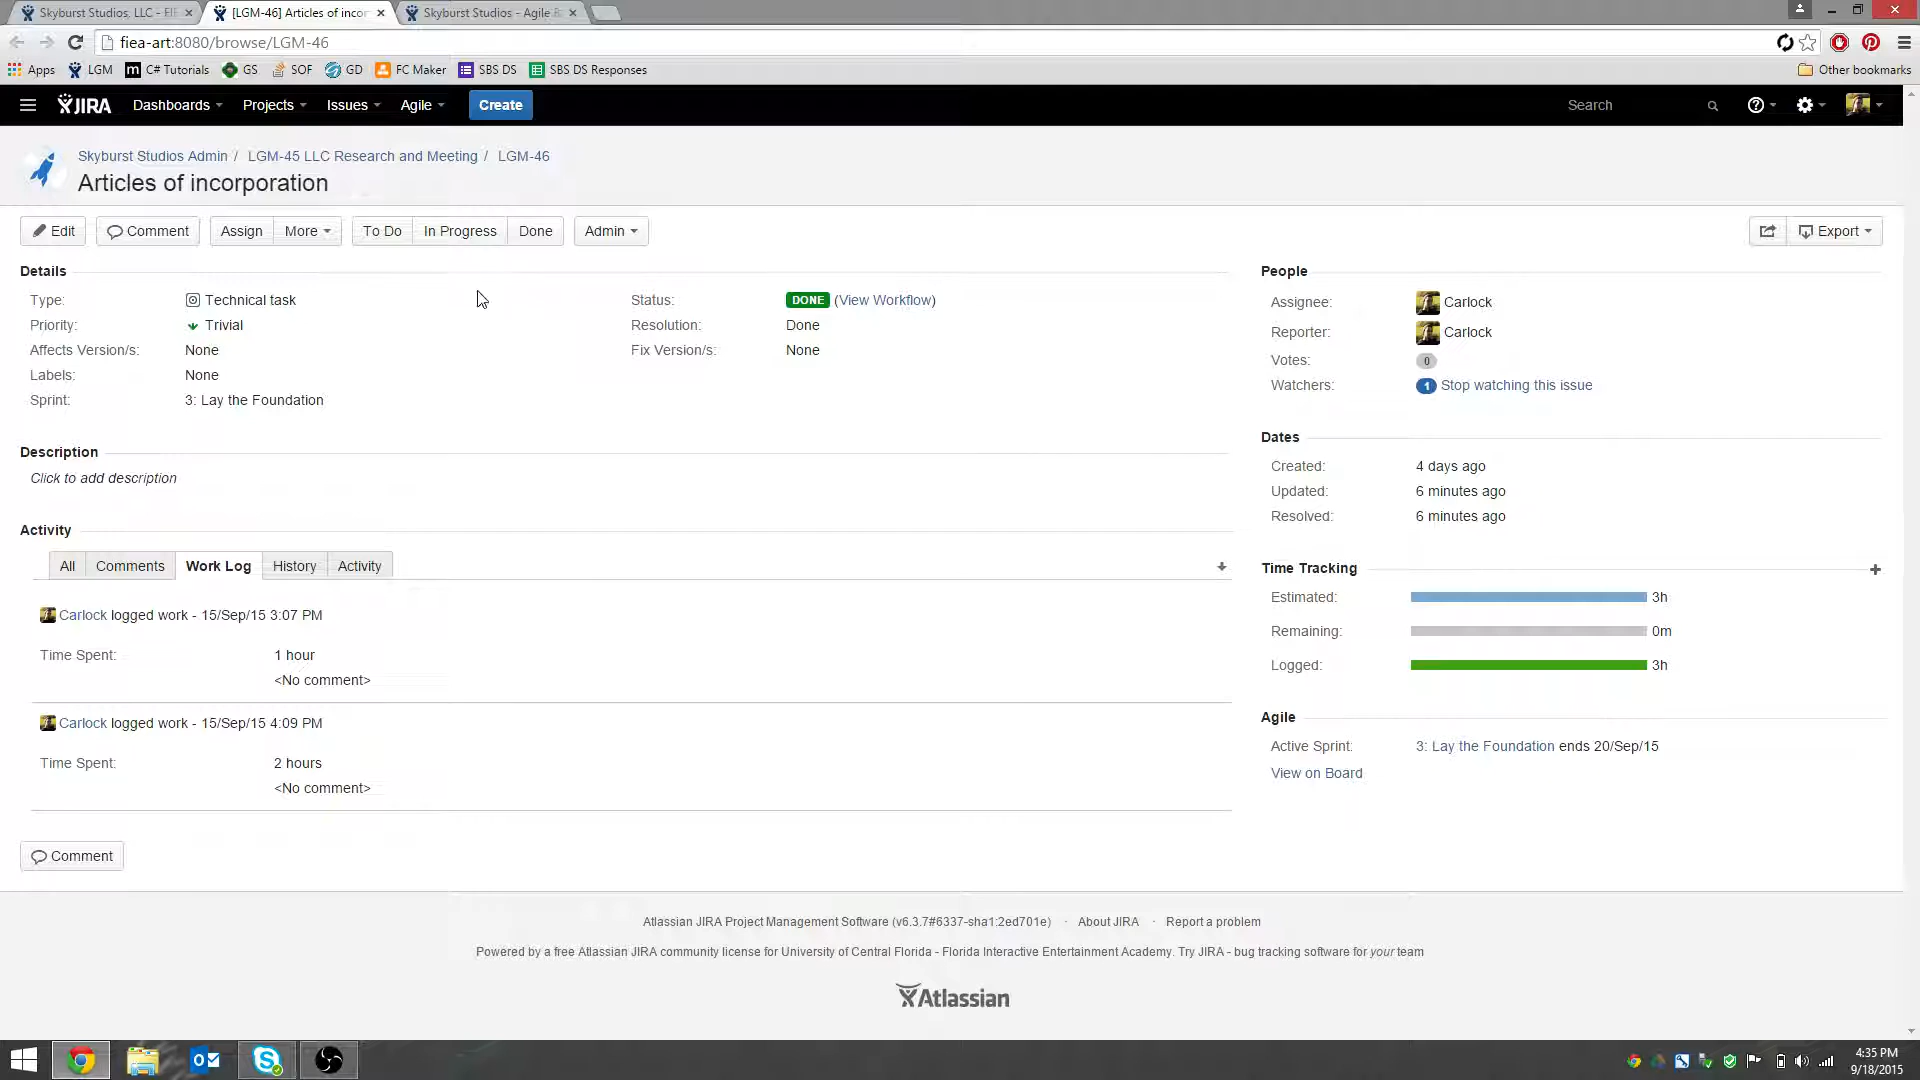 Skyburst Studios, LLC - FIE
[LGM-46] Articles of incor
Skyburst Studios - Agile B
fiea-art:8080/browse/LGM-46
Apps LGM C# Tutorials GS SOF GD FC Maker SBS DS SBS DS Responses Other bookmarks
JIRA Dashboards Projects Issues Agile Create Search
Skyburst Studios Admin / LGM-45 LLC Research and Meeting / LGM-46
Articles of incorporation
Edit Comment Assign More To Do In Progress Done Admin Export
Details
Type: Technical task
Priority: Trivial
Affects Version/s: None
Labels: None
Sprint: 3: Lay the Foundation
Status: DONE (View Workflow)
Resolution: Done
Fix Version/s: None
Description
Click to add description
Activity
All Comments Work Log History Activity
Carlock logged work - 15/Sep/15 3:07 PM
Time Spent: 1 hour
<No comment>
Carlock logged work - 15/Sep/15 4:09 PM
Time Spent: 2 hours
<No comment>
Comment
People
Assignee: Carlock
Reporter: Carlock
Votes: 0
Watchers: 1 Stop watching this issue
Dates
Created: 4 days ago
Updated: 6 minutes ago
Resolved: 6 minutes ago
Time Tracking
Estimated: 3h
Remaining: 0m
Logged: 3h
Agile
Active Sprint: 3: Lay the Foundation ends 20/Sep/15
View on Board
Atlassian JIRA Project Management Software (v6.3.7#6337-sha1:2ed701e) · About JIRA · Report a problem
Powered by a free Atlassian JIRA community license for University of Central Florida - Florida Interactive Entertainment Academy. Try JIRA - bug tracking software for your team
Atlassian
4:35 PM
9/18/2015